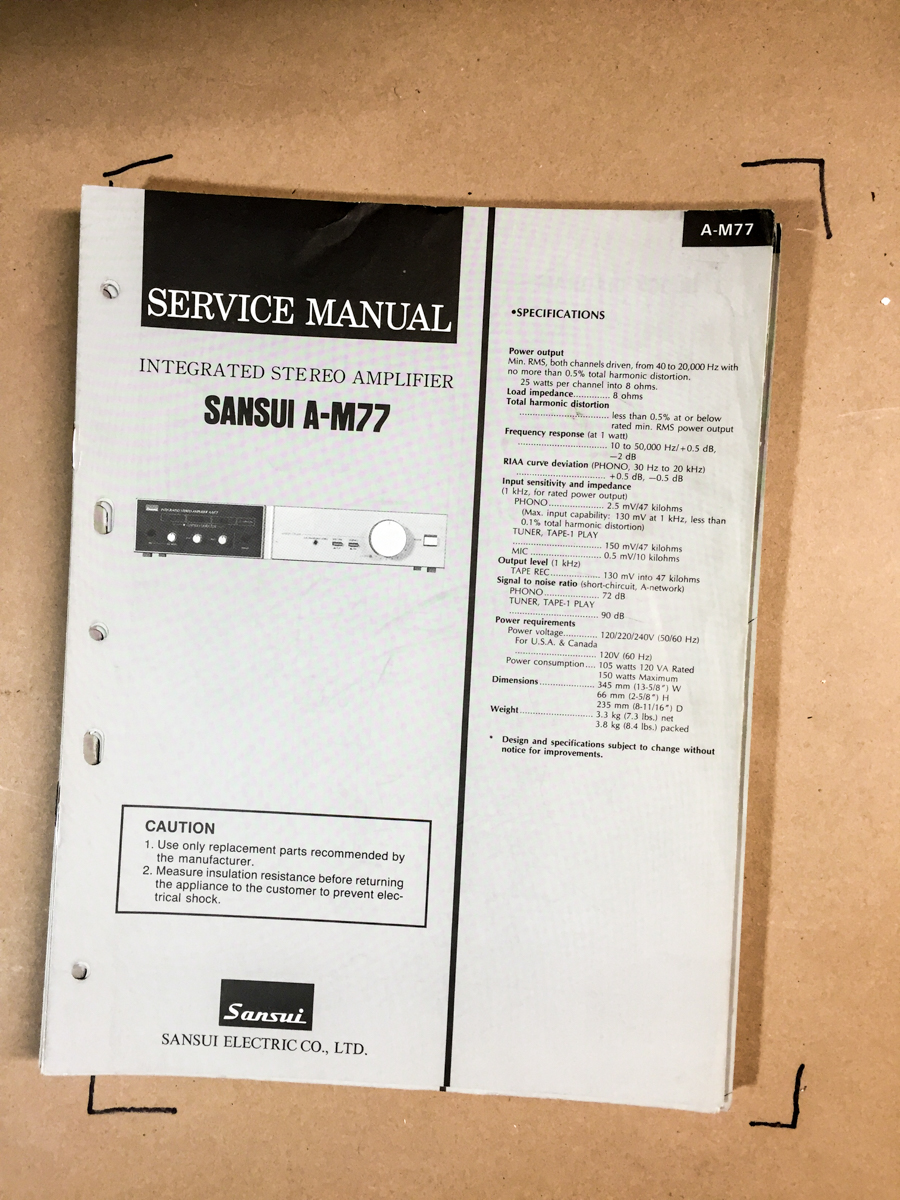 SERVICE MANUAL
INTEGRATED STEREO AMPLIFIER
SANSUI A-M77
CAUTION
1. Use only replacement parts recommended by
the manufacturer.
2. Measure insulation resistance before returning
the appliance to the customer to prevent elec-
trical shock.
Sansui
SANSUI ELECTRIC CO., LTD.
A-M77
•SPECIFICATIONS
Power output
Min. RMS, both channels driven, from 40 to 20,000 Hz with
no more than 0.5% total harmonic distortion.
25 watts per channel into 8 ohms.
Load impedance............. 8 ohms
Total harmonic distortion
................................ less than 0.5% at or below
rated min. RMS power output
Frequency response (at 1 watt)
................................ 10 to 50,000 Hz/+0.5 dB,
−2 dB
RIAA curve deviation (PHONO, 30 Hz to 20 kHz)
................................ +0.5 dB, −0.5 dB
Input sensitivity and impedance
(1 kHz, for rated power output)
PHONO.................... 2.5 mV/47 kilohms
(Max. input capability: 130 mV at 1 kHz, less than
0.1% total harmonic distortion)
TUNER, TAPE-1 PLAY
................................ 150 mV/47 kilohms
MIC ......................... 0.5 mV/10 kilohms
Output level (1 kHz)
TAPE REC.................. 130 mV into 47 kilohms
Signal to noise ratio (short-chircuit, A-network)
PHONO.................... 72 dB
TUNER, TAPE-1 PLAY
................................ 90 dB
Power requirements
Power voltage............. 120/220/240V (50/60 Hz)
For U.S.A. & Canada
............................. 120V (60 Hz)
Power consumption.... 105 watts 120 VA Rated
150 watts Maximum
Dimensions.................... 345 mm (13-5/8") W
66 mm (2-5/8") H
235 mm (8-11/16") D
Weight.......................... 3.3 kg (7.3 lbs.) net
3.8 kg (8.4 lbs.) packed
* Design and specifications subject to change without
notice for improvements.